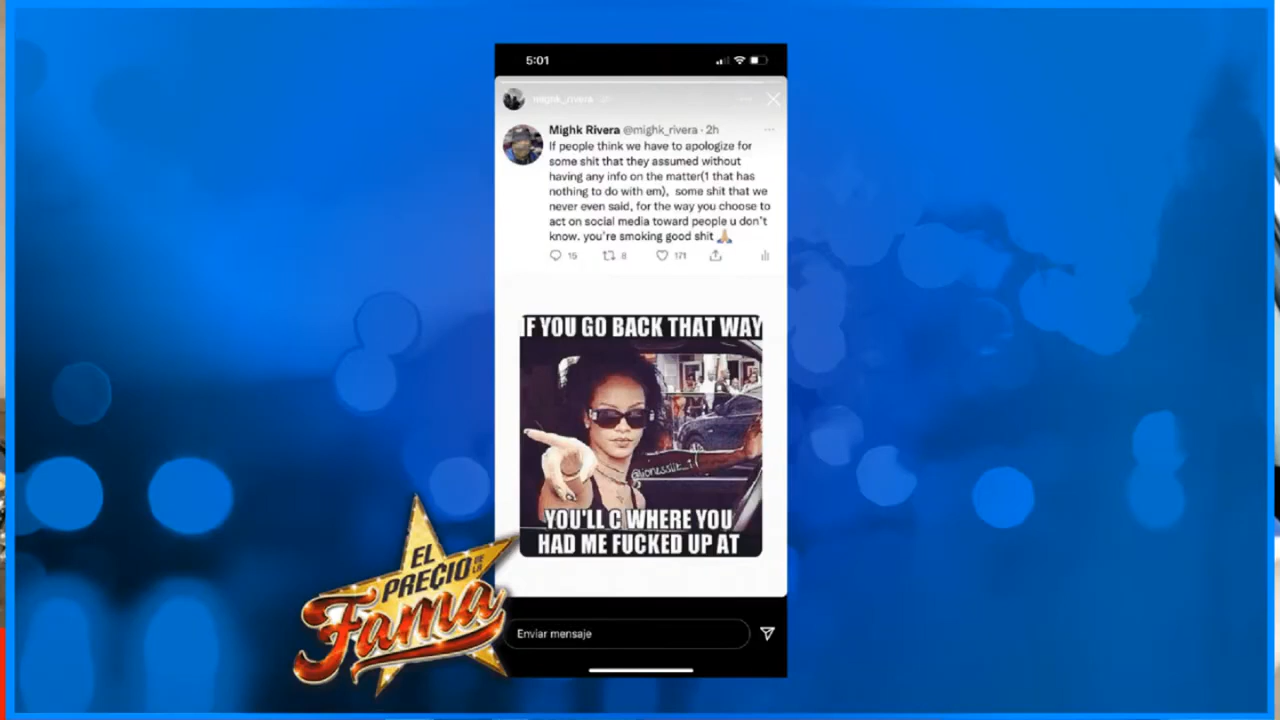 5:01
mighk_rivera 2h
Mighk Rivera @mighk_rivera · 2h
If people think we have to apologize for
some shit that they assumed without
having any info on the matter(1 that has
nothing to do with em), some shit that we
never even said, for the way you choose to
act on social media toward people u don't
know. you're smoking good shit 🙏🏼
15 8 171
IF YOU GO BACK THAT WAY
YOU'LL C WHERE YOU
HAD ME FUCKED UP AT
EL
PRECIO DE LA
Fama
Enviar mensaje